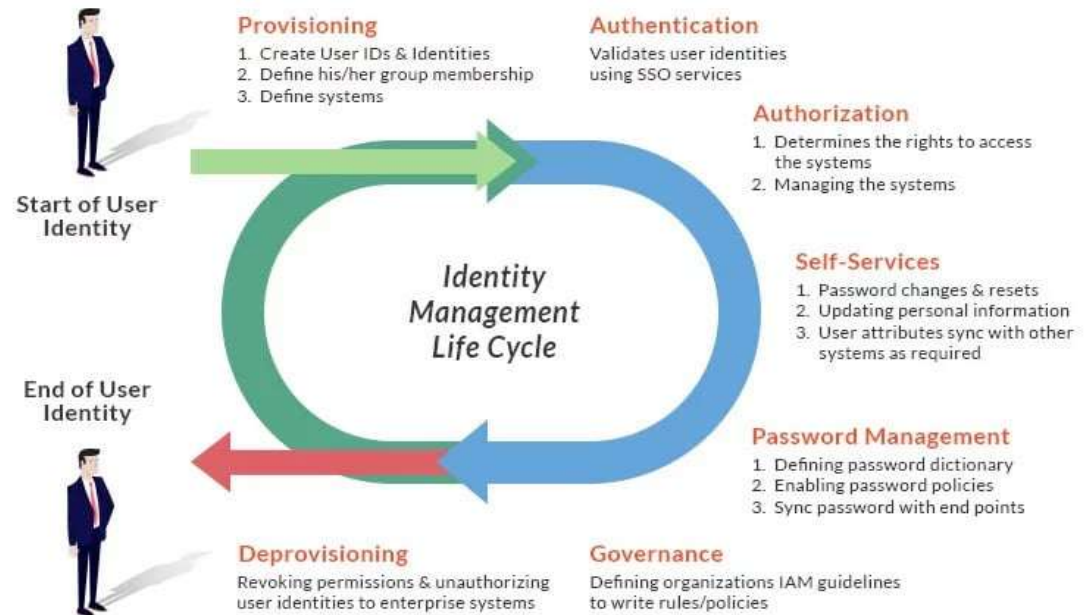 Provisioning
1. Create User IDs & Identities
2. Define his/her group membership
3. Define systems
Authentication
Validates user identities
using SSO services
Authorization
1. Determines the rights to access
the systems
2. Managing the systems
Start of User
Identity
Self-Services
1. Password changes & resets
2. Updating personal information
3. User attributes sync with other
systems as required
Identity
Management
Life Cycle
End of User
Identity
Password Management
1. Defining password dictionary
2. Enabling password policies
3. Sync password with end points
Deprovisioning
Revoking permissions & unauthorizing
user identities to enterprise systems
Governance
Defining organizations IAM guidelines
to write rules/policies